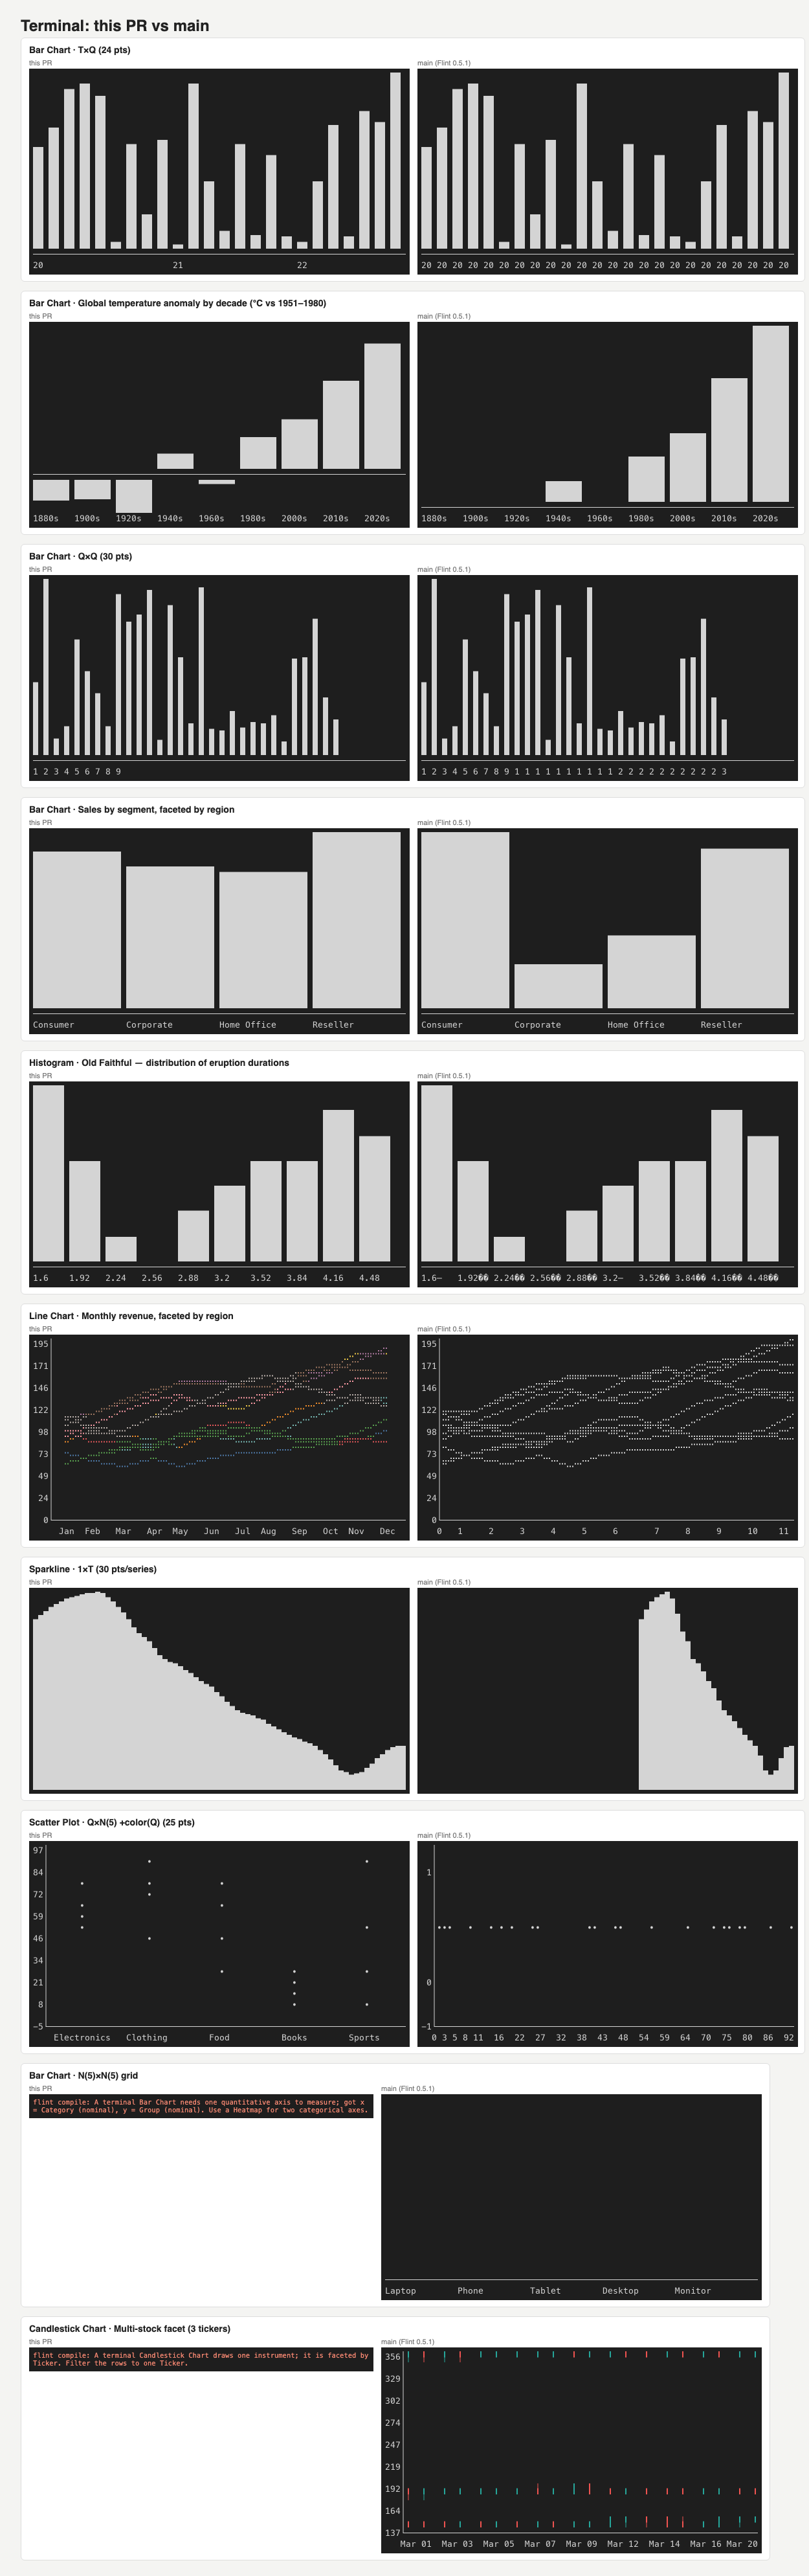 Terminal: this PR vs main
Bar Chart · T×Q (24 pts)
this PR
main (Flint 0.5.1)
20 21 22
20 20 20 20 20 20 20 20 20 20 20 20 20 20 20 20 20 20 20 20 20 20 20 20
Bar Chart · Global temperature anomaly by decade (°C vs 1951–1980)
this PR
main (Flint 0.5.1)
1880s 1900s 1920s 1940s 1960s 1980s 2000s 2010s 2020s
1880s 1900s 1920s 1940s 1960s 1980s 2000s 2010s 2020s
Bar Chart · Q×Q (30 pts)
this PR
main (Flint 0.5.1)
1 2 3 4 5 6 7 8 9
1 2 3 4 5 6 7 8 9 1 1 1 1 1 1 1 1 1 1 2 2 2 2 2 2 2 2 2 2 3
Bar Chart · Sales by segment, faceted by region
this PR
main (Flint 0.5.1)
Consumer Corporate Home Office Reseller
Consumer Corporate Home Office Reseller
Histogram · Old Faithful — distribution of eruption durations
this PR
main (Flint 0.5.1)
1.6 1.92 2.24 2.56 2.88 3.2 3.52 3.84 4.16 4.48
1.6– 1.92�� 2.24�� 2.56�� 2.88�� 3.2– 3.52�� 3.84�� 4.16�� 4.48��
Line Chart · Monthly revenue, faceted by region
this PR
main (Flint 0.5.1)
195
171
146
122
98
73
49
24
0
Jan Feb Mar Apr May Jun Jul Aug Sep Oct Nov Dec
195
171
146
122
98
73
49
24
0
0 1 2 3 4 5 6 7 8 9 10 11
Sparkline · 1×T (30 pts/series)
this PR
main (Flint 0.5.1)
Scatter Plot · Q×N(5) +color(Q) (25 pts)
this PR
main (Flint 0.5.1)
97
84
72
59
46
34
21
8
−5
Electronics Clothing Food Books Sports
1
0
−1
0 3 5 8 11 16 22 27 32 38 43 48 54 59 64 70 75 80 86 92
Bar Chart · N(5)×N(5) grid
this PR
main (Flint 0.5.1)
flint compile: A terminal Bar Chart needs one quantitative axis to measure; got x
= Category (nominal), y = Group (nominal). Use a Heatmap for two categorical axes.
Laptop Phone Tablet Desktop Monitor
Candlestick Chart · Multi-stock facet (3 tickers)
this PR
main (Flint 0.5.1)
flint compile: A terminal Candlestick Chart draws one instrument; it is faceted by
Ticker. Filter the rows to one Ticker.
356
329
302
274
247
219
192
164
137
Mar 01 Mar 03 Mar 05 Mar 07 Mar 09 Mar 12 Mar 14 Mar 16 Mar 20